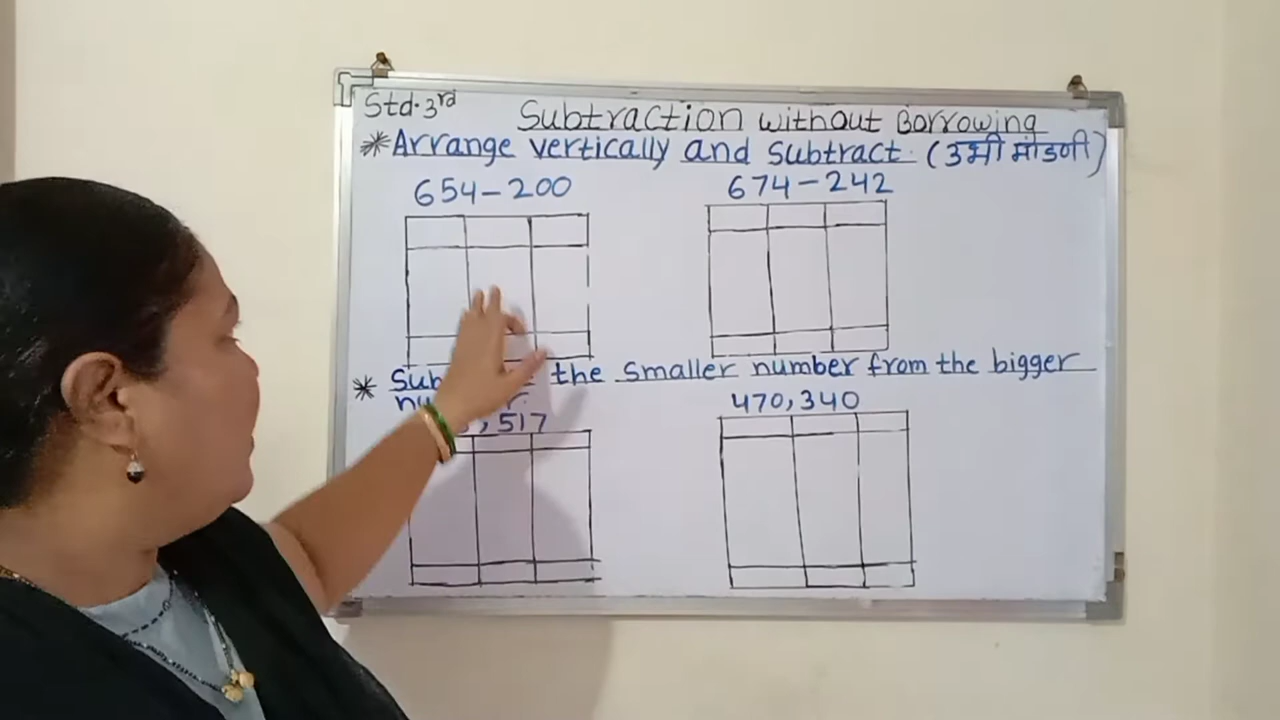 Std. 3rd
Subtraction without Borrowing
*Arrange vertically and subtract. (उभी मांडणी)
654-200
674-242
* the smaller number from the bigger
,517
470,340